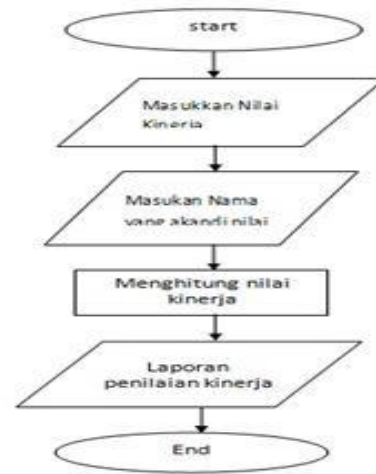 start
Masukkan Nilai
Kinerja
Masukan Nama
yang akandi nilai
Menghitung nilai
kinerja
Laporan
penilaian kinerja
End